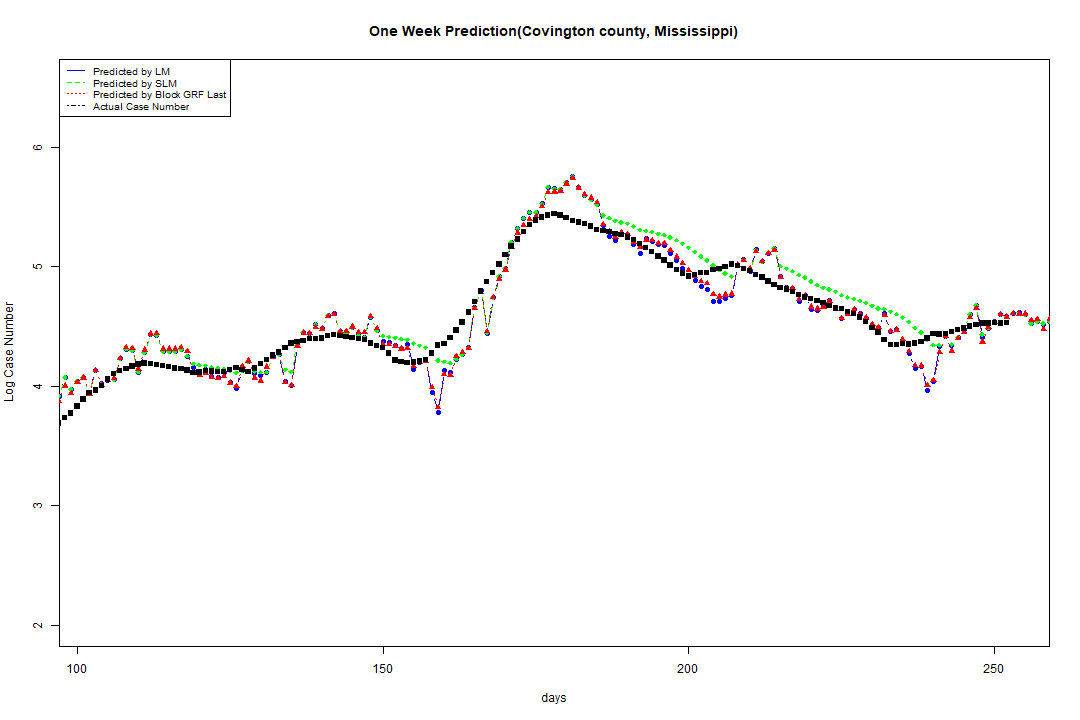 One Week Prediction(Covington county, Mississippi)
Predicted by LM
Predicted by SLM
Predicted by Block GRF Last
Actual Case Number
Log Case Number
6
5
4
3
2
100 150 200 250
days